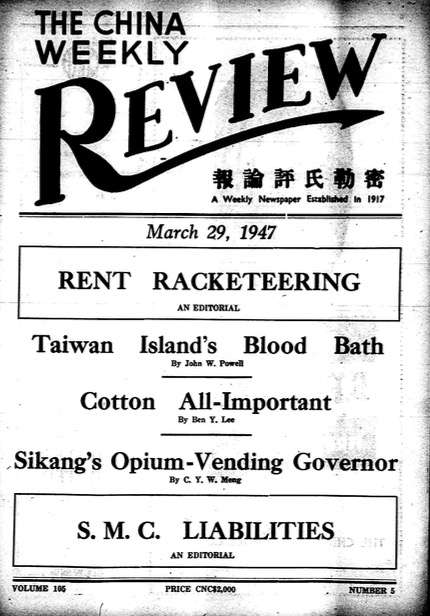 THE CHINA
WEEKLY
REVIEW
報論評氏勒密
A Weekly Newspaper Established in 1917
March 29, 1947
RENT RACKETEERING
AN EDITORIAL
Taiwan Island's Blood Bath
By John W. Powell
Cotton All-Important
By Ben Y. Lee
Sikang's Opium-Vending Governor
By C. Y. W. Meng
S. M. C. LIABILITIES
AN EDITORIAL
VOLUME 105 PRICE CNC$2,000 NUMBER 5